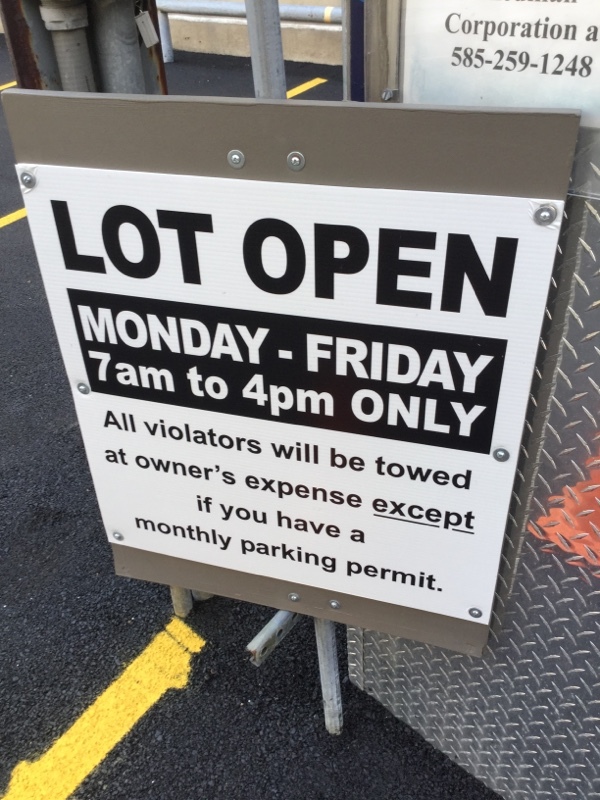 Corporation a
585-259-1248
LOT OPEN
MONDAY - FRIDAY
7am to 4pm ONLY
All violators will be towed
at owner's expense except
if you have a
monthly parking permit.